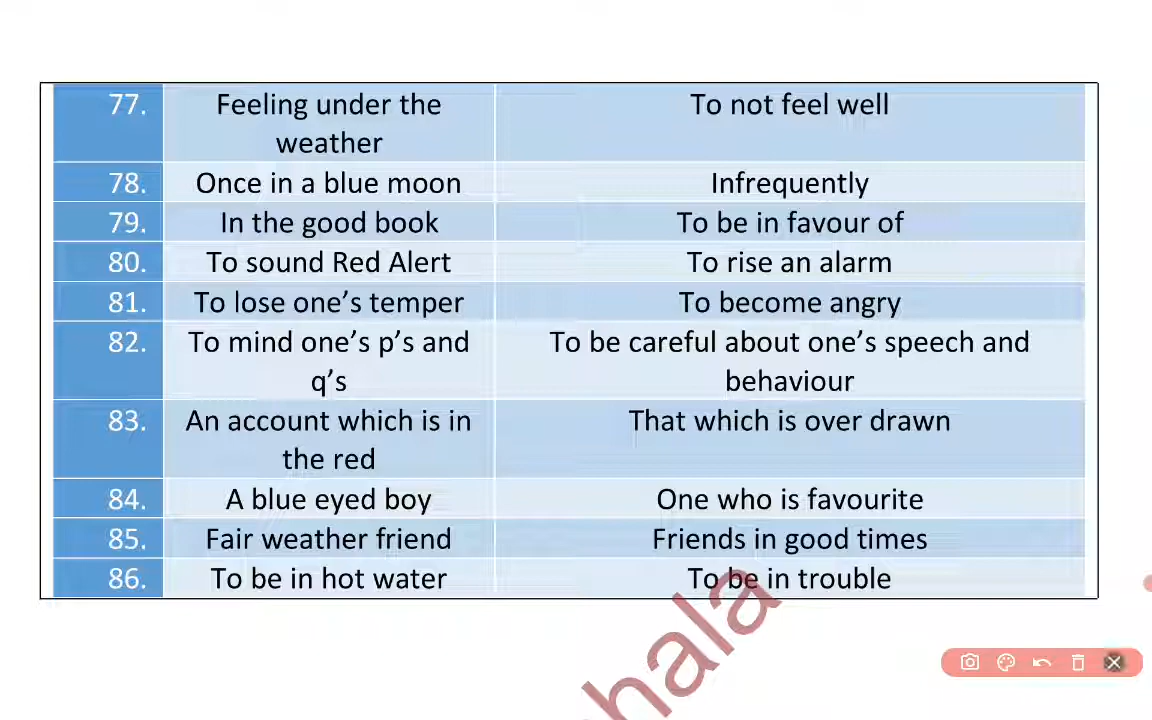 77. Feeling under the To not feel well
weather
78. Once in a blue moon Infrequently
79. In the good book To be in favour of
80. To sound Red Alert To rise an alarm
81. To lose one’s temper To become angry
82. To mind one’s p’s and To be careful about one’s speech and
q’s behaviour
83. An account which is in That which is over drawn
the red
84. A blue eyed boy One who is favourite
85. Fair weather friend Friends in good times
86. To be in hot water To be in trouble
hala